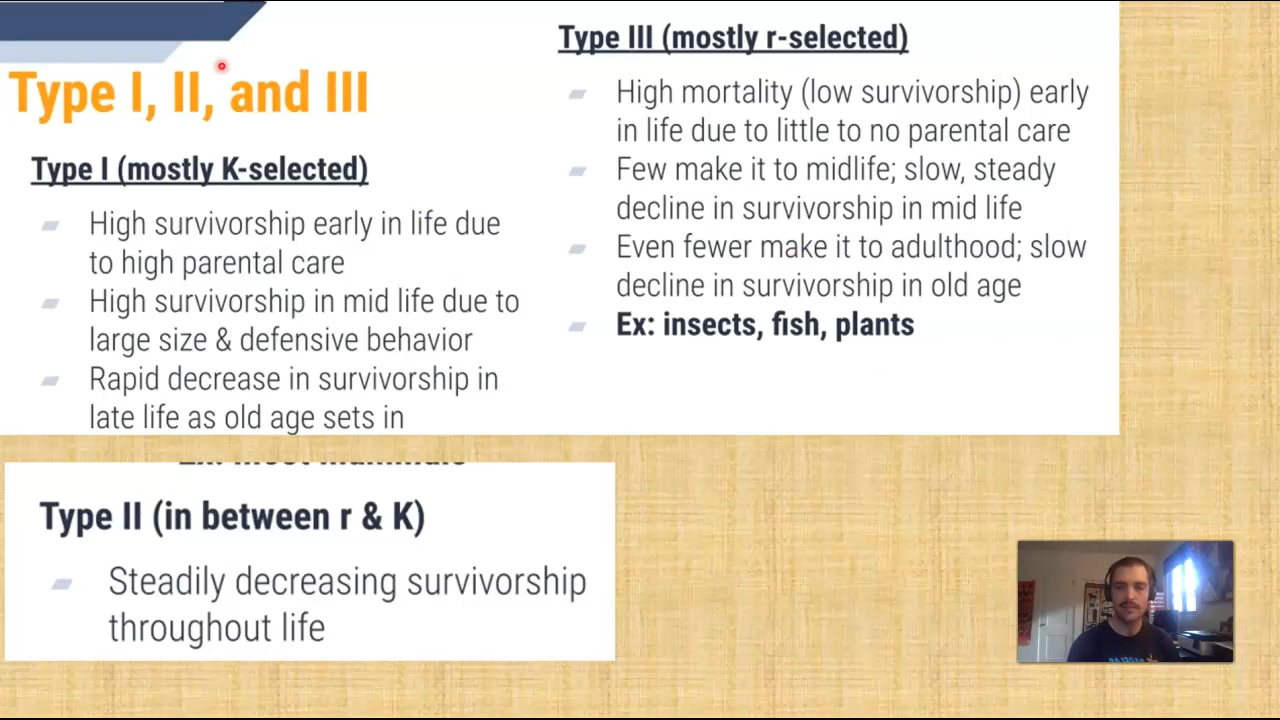 Type I, II, and III
Type I (mostly K-selected)
High survivorship early in life due
to high parental care
High survivorship in mid life due to
large size & defensive behavior
Rapid decrease in survivorship in
late life as old age sets in
Type III (mostly r-selected)
High mortality (low survivorship) early
in life due to little to no parental care
Few make it to midlife; slow, steady
decline in survivorship in mid life
Even fewer make it to adulthood; slow
decline in survivorship in old age
Ex: insects, fish, plants
Type II (in between r & K)
Steadily decreasing survivorship
throughout life